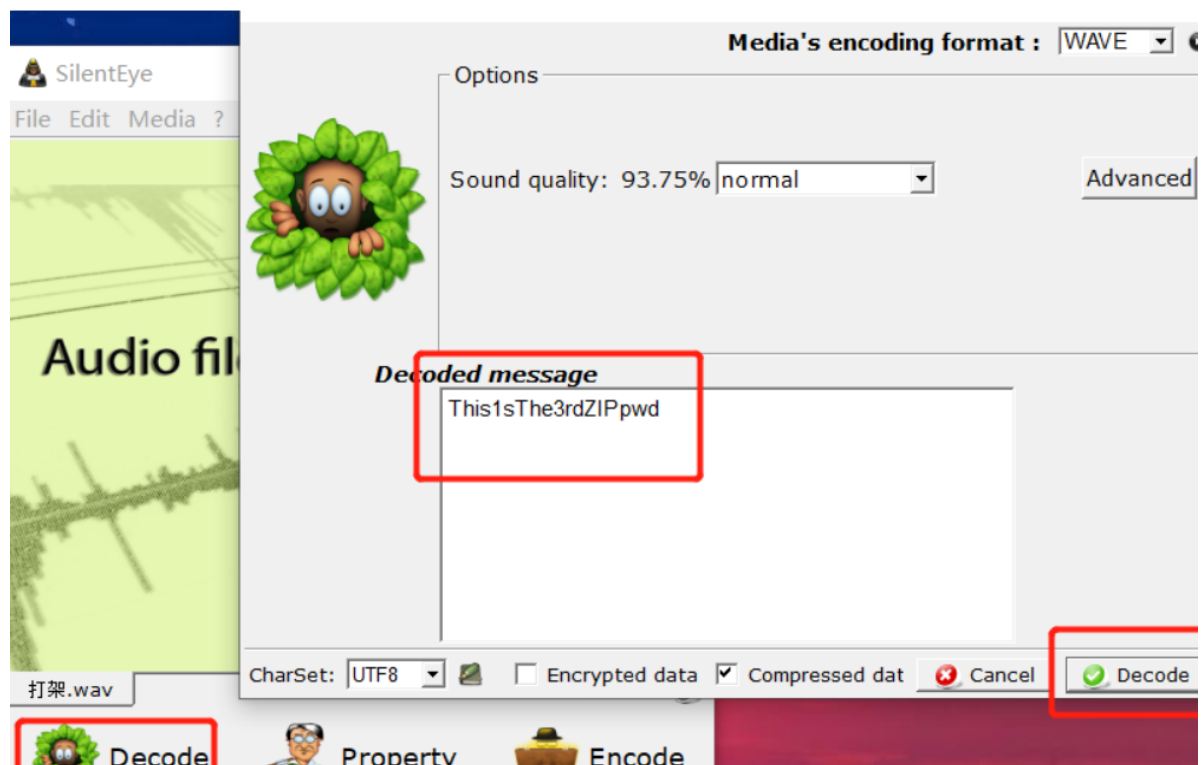 Media's encoding format : WAVE
SilentEye
Options
File Edit Media ?
Sound quality: 93.75% normal
Advanced
Audio fil
Decoded message
This1sThe3rdZIPpwd
CharSet: UTF8 Encrypted data Compressed dat Cancel Decode
打架.wav
Decode Property Encode